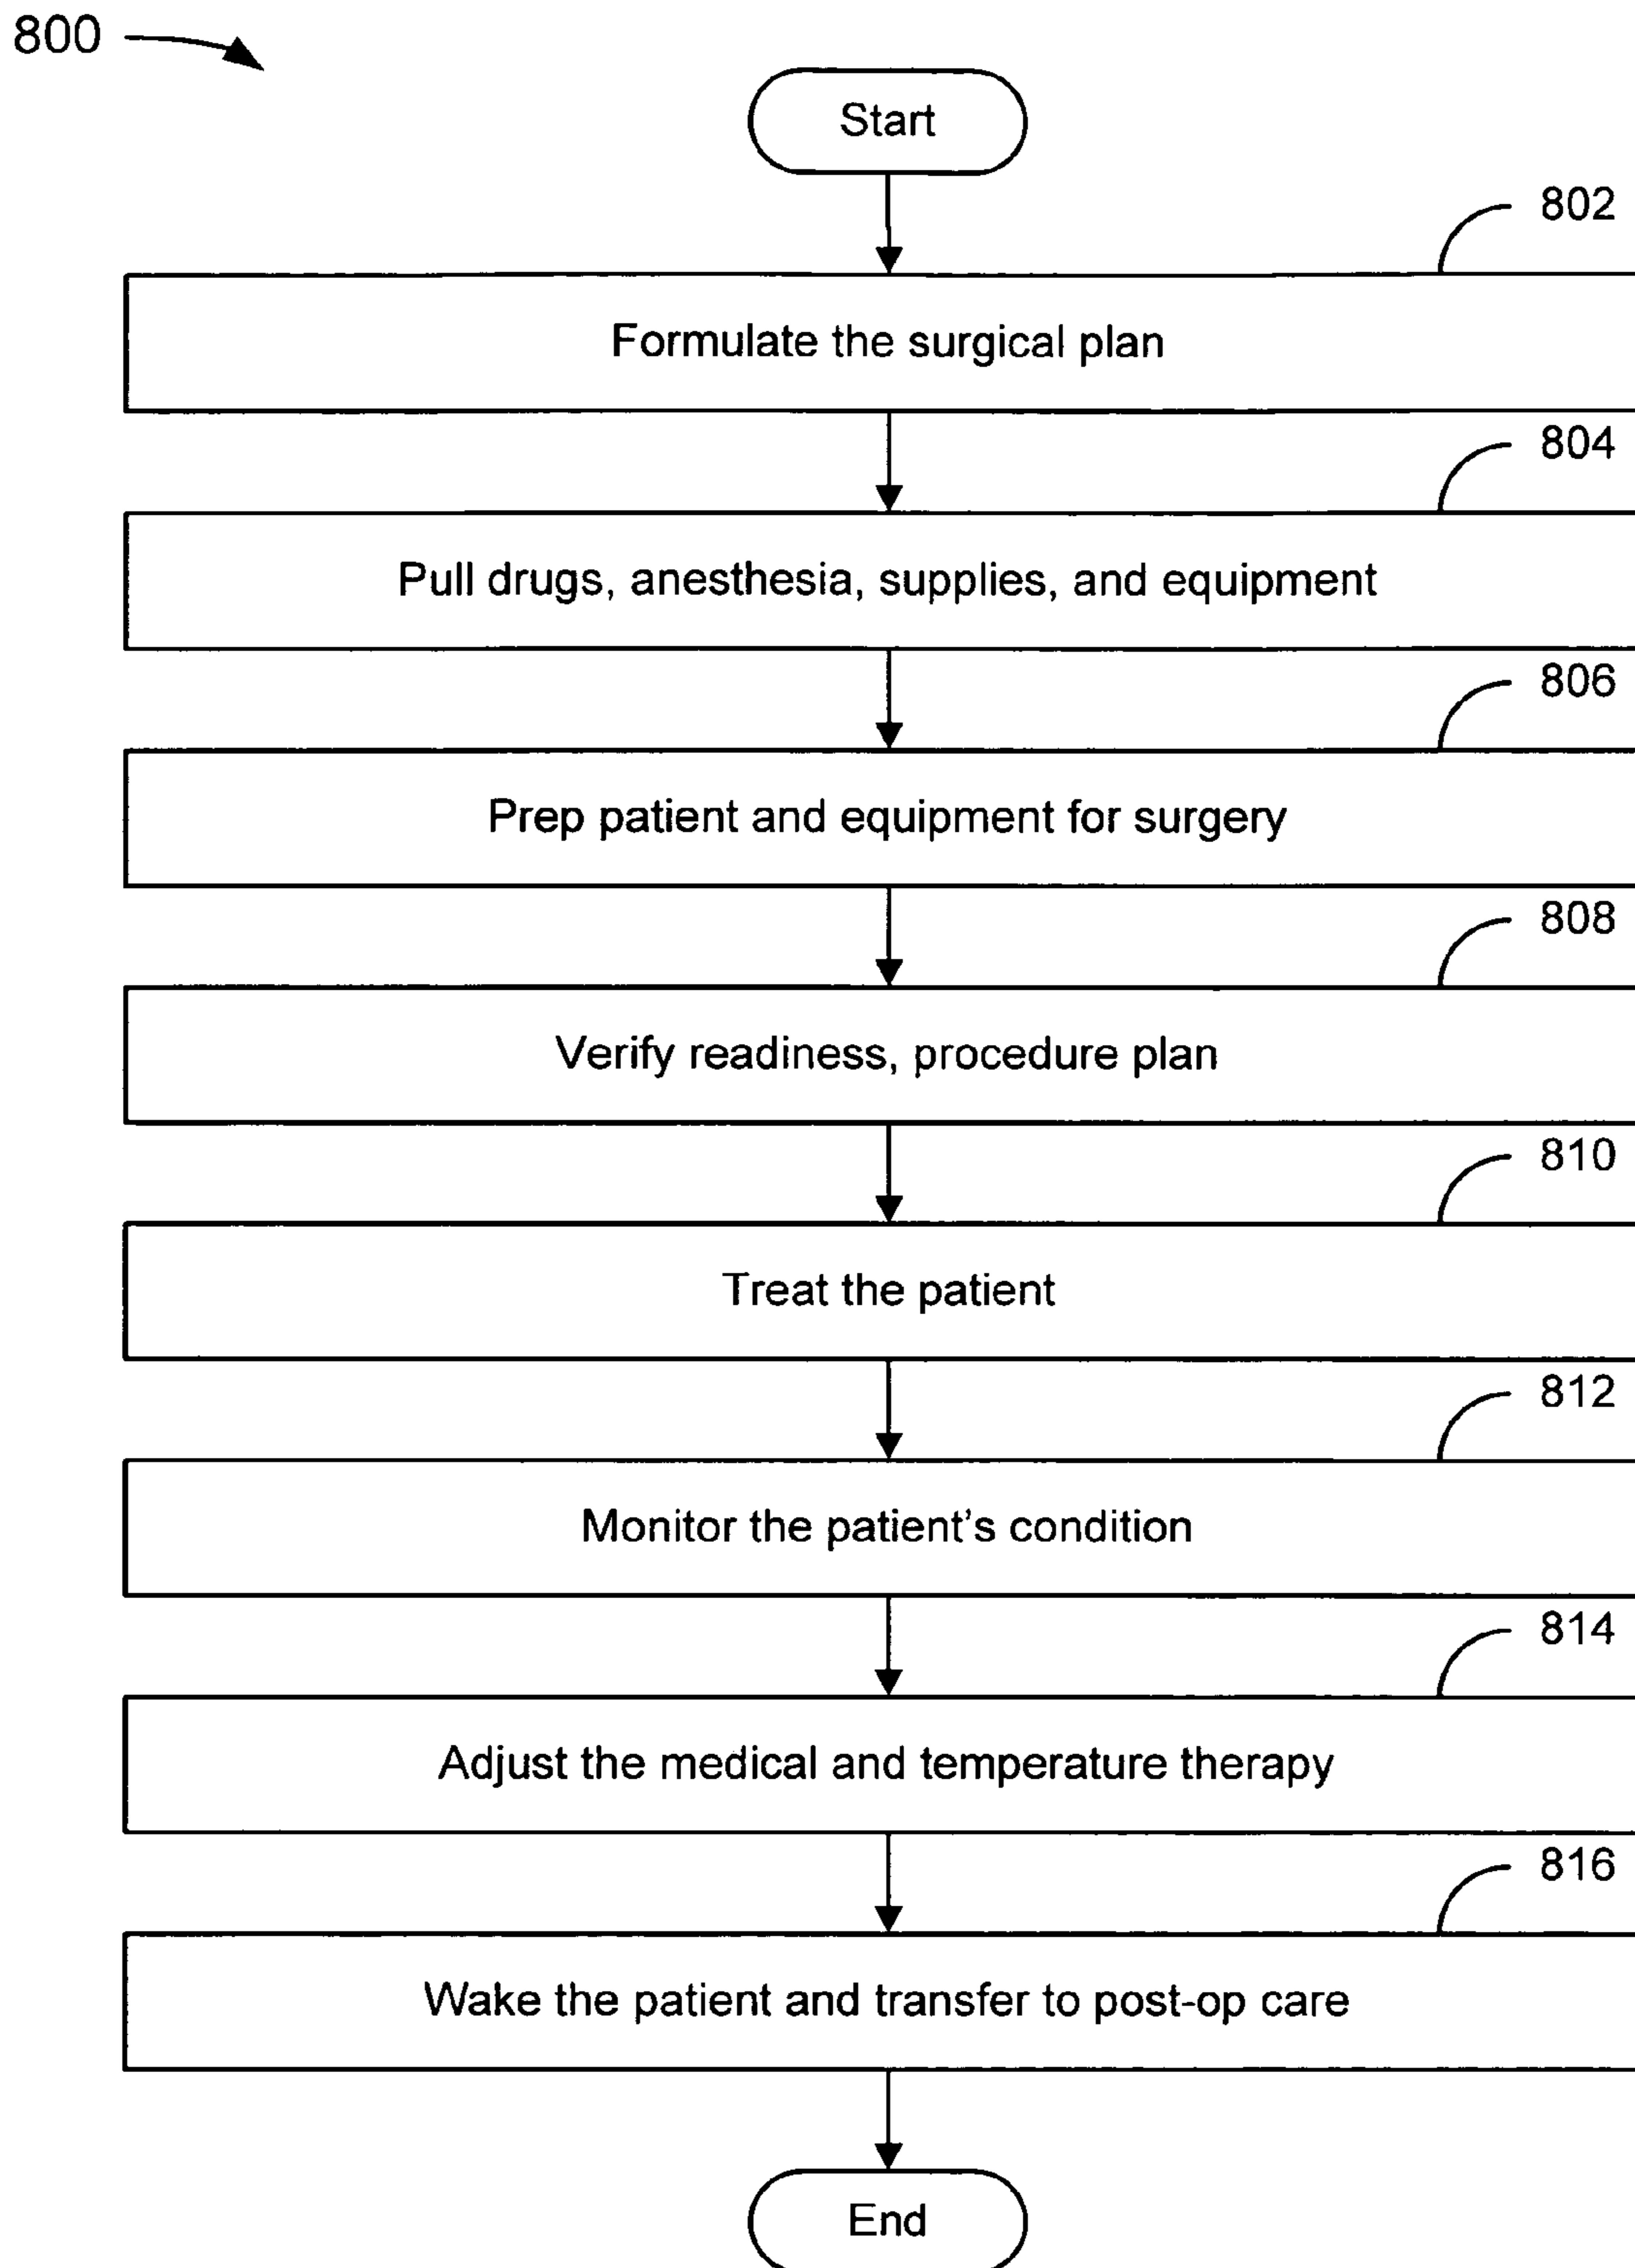 800
Start
802
Formulate the surgical plan
804
Pull drugs, anesthesia, supplies, and equipment
806
Prep patient and equipment for surgery
808
Verify readiness, procedure plan
810
Treat the patient
812
Monitor the patient's condition
814
Adjust the medical and temperature therapy
816
Wake the patient and transfer to post-op care
End